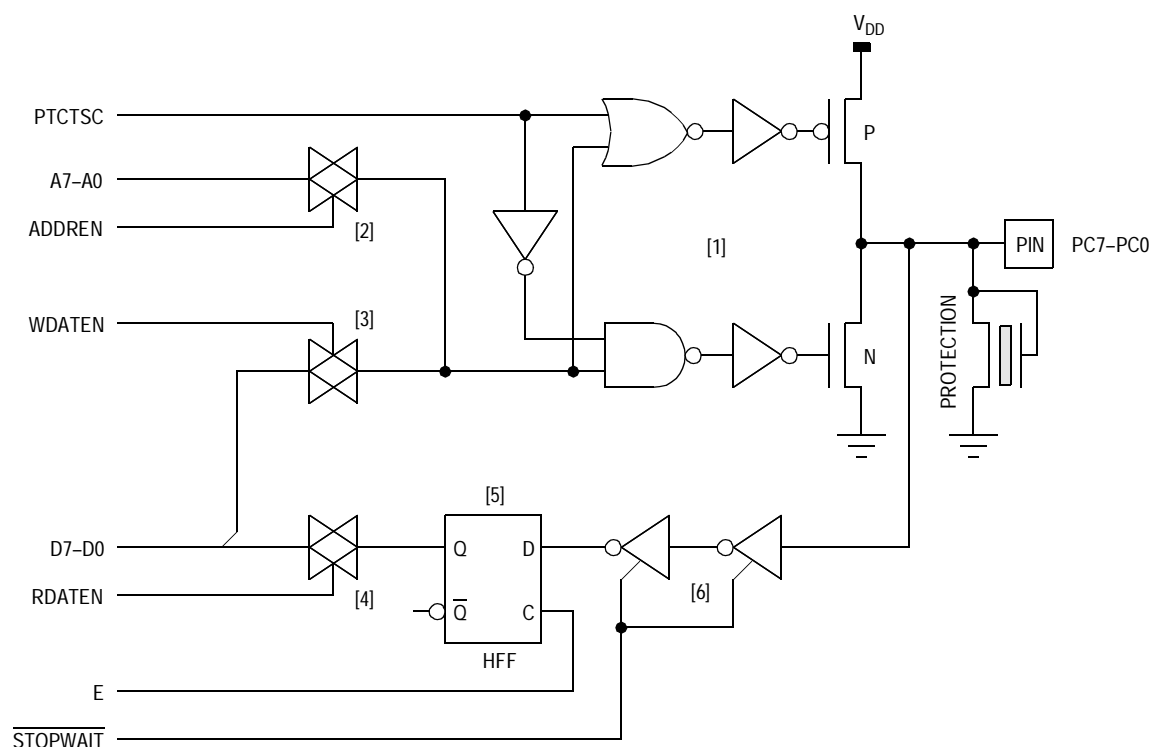 VDD
PTCTSC
P
A7–A0
ADDREN
[2]
[1]
PIN
PC7–PC0
WDATEN
[3]
N
PROTECTION
[5]
D7–D0
Q
D
RDATEN
[4]
[6]
Q̅
C
HFF
E
S̅T̅O̅P̅W̅A̅I̅T̅